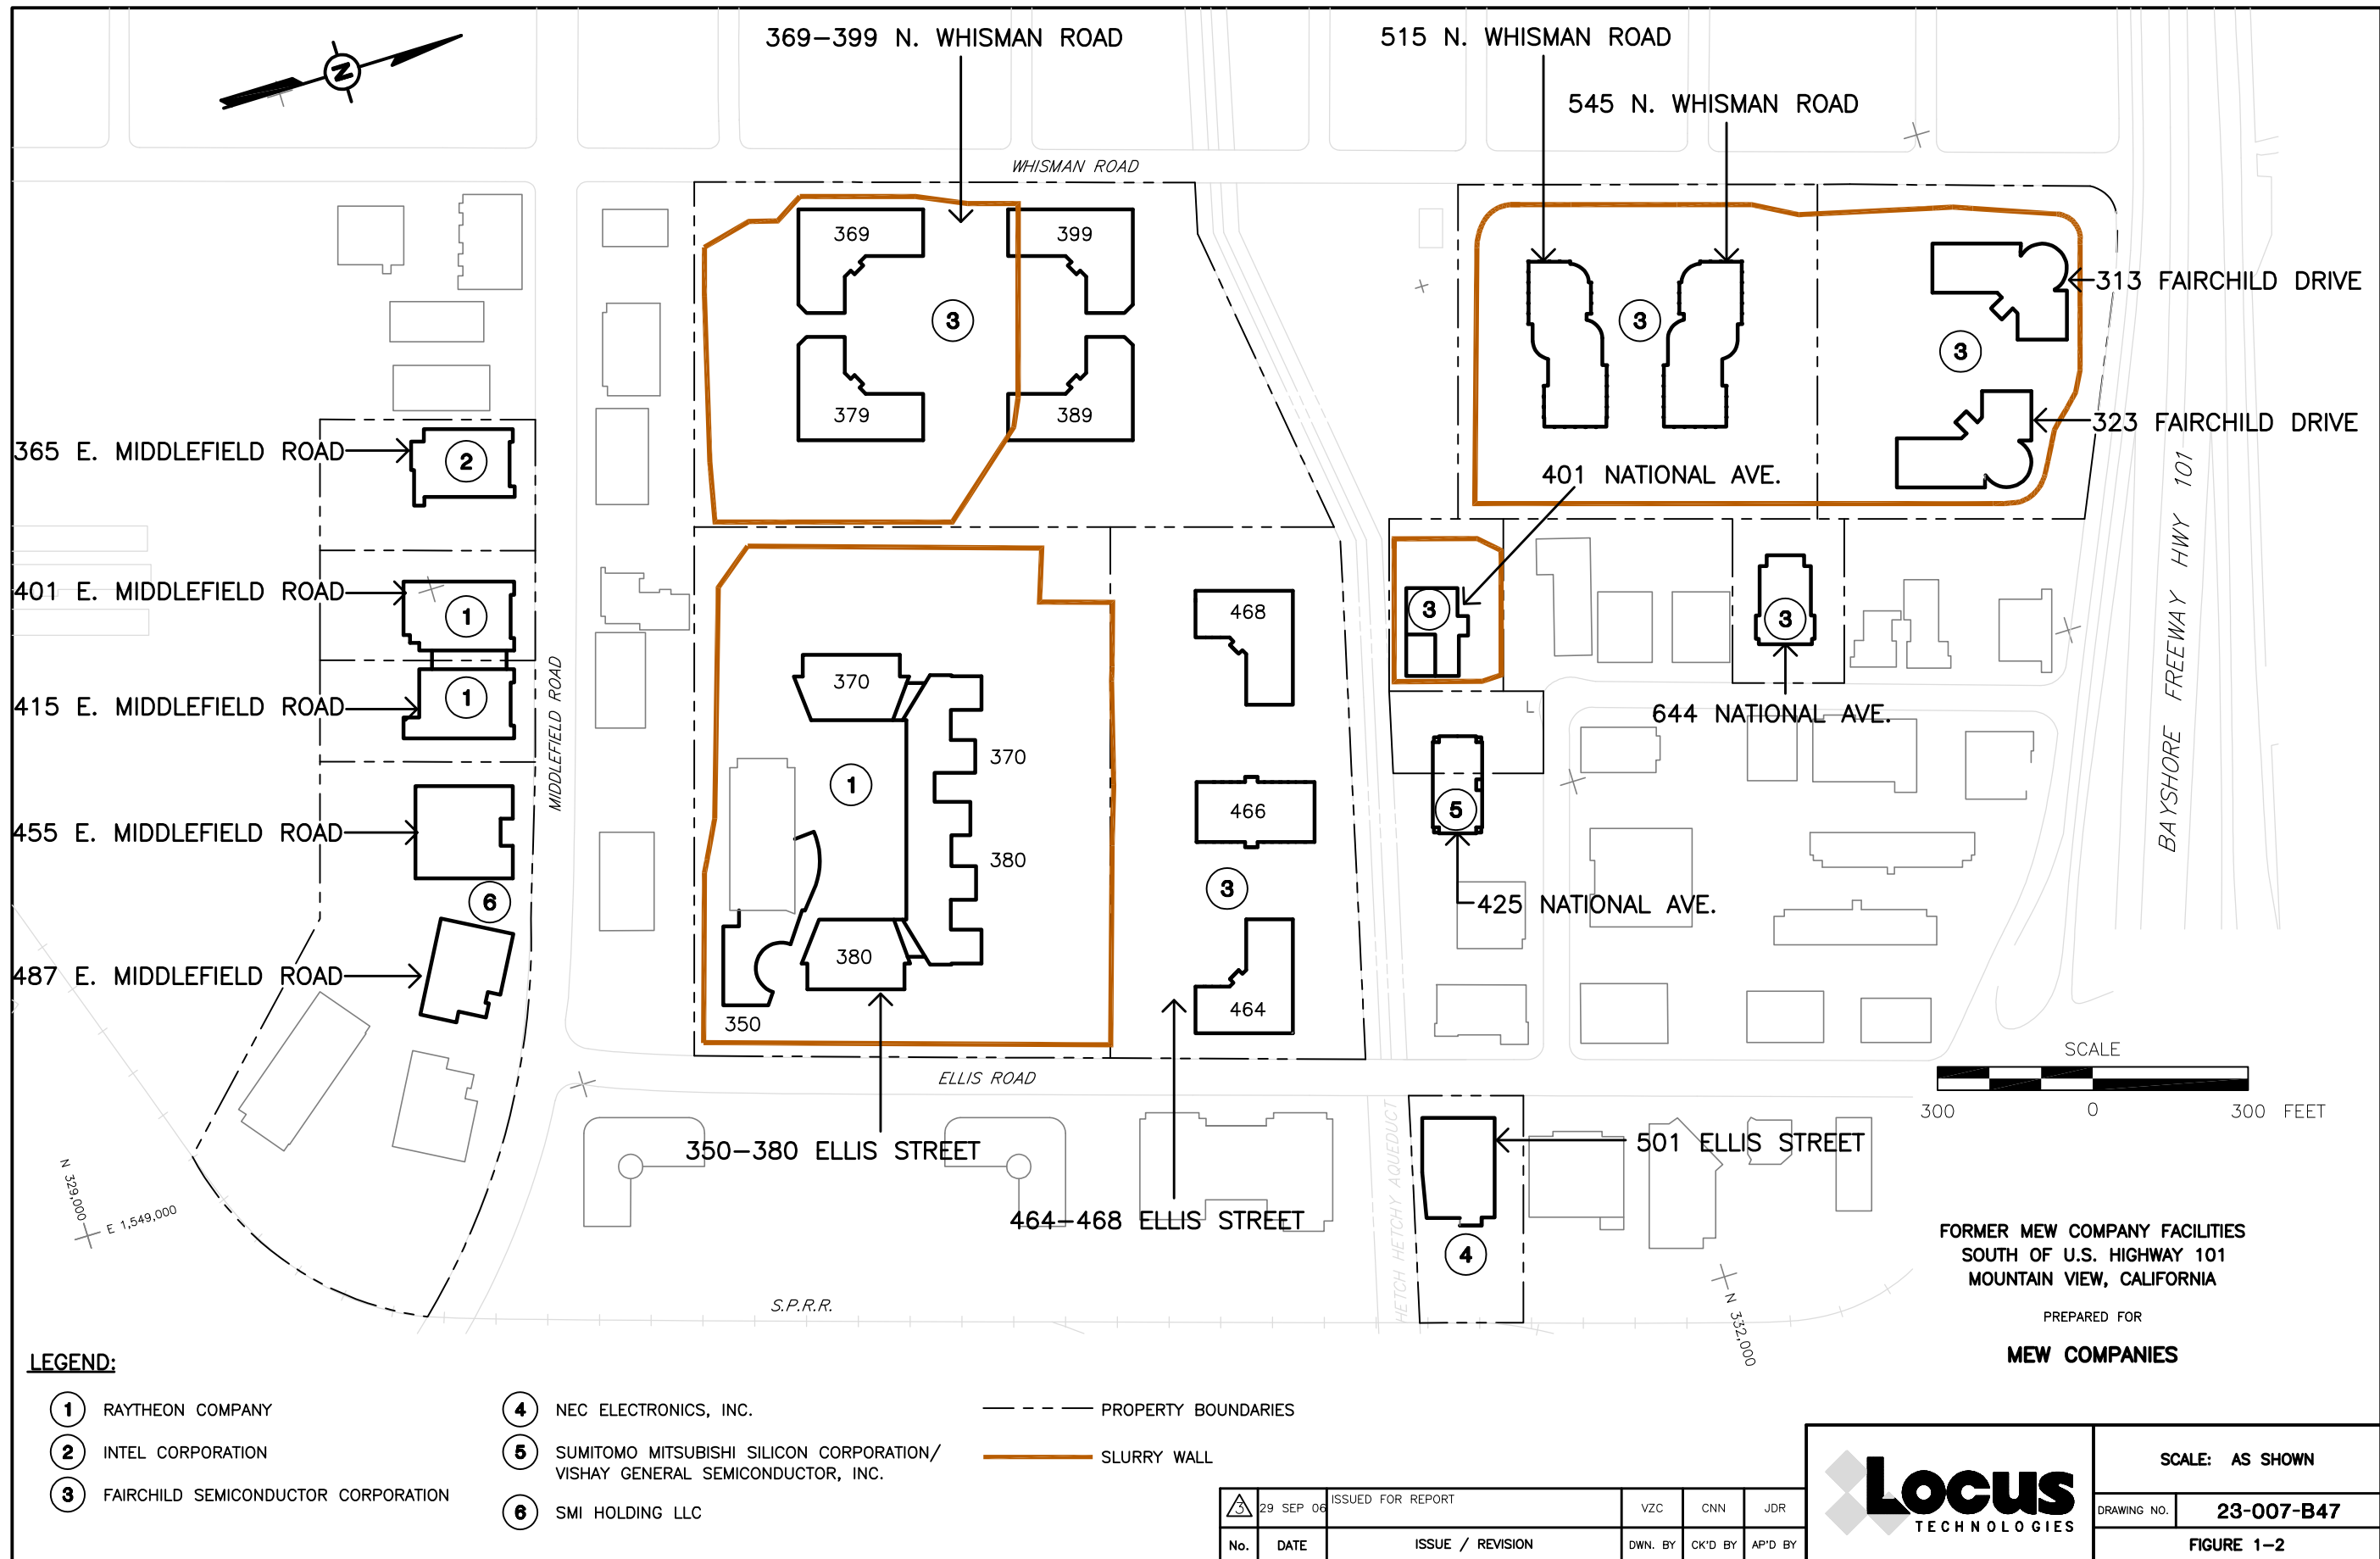 369-399 N. WHISMAN ROAD
515 N. WHISMAN ROAD
545 N. WHISMAN ROAD
N
WHISMAN ROAD
369
399
3
379
389
3
3
313 FAIRCHILD DRIVE
323 FAIRCHILD DRIVE
365 E. MIDDLEFIELD ROAD
2
401 NATIONAL AVE.
BAYSHORE FREEWAY HWY 101
401 E. MIDDLEFIELD ROAD
1
468
3
3
415 E. MIDDLEFIELD ROAD
1
MIDDLEFIELD ROAD
370
644 NATIONAL AVE.
370
1
466
5
455 E. MIDDLEFIELD ROAD
380
6
3
425 NATIONAL AVE.
487 E. MIDDLEFIELD ROAD
380
350
464
ELLIS ROAD
SCALE
300 0 300 FEET
350-380 ELLIS STREET
501 ELLIS STREET
464-468 ELLIS STREET
HETCH HETCHY AQUEDUCT
4
N 329,000
E 1,549,000
N 332,000
S.P.R.R.
FORMER MEW COMPANY FACILITIES
SOUTH OF U.S. HIGHWAY 101
MOUNTAIN VIEW, CALIFORNIA
PREPARED FOR
MEW COMPANIES
LEGEND:
1 RAYTHEON COMPANY
2 INTEL CORPORATION
3 FAIRCHILD SEMICONDUCTOR CORPORATION
4 NEC ELECTRONICS, INC.
5 SUMITOMO MITSUBISHI SILICON CORPORATION/
VISHAY GENERAL SEMICONDUCTOR, INC.
6 SMI HOLDING LLC
PROPERTY BOUNDARIES
SLURRY WALL
3 29 SEP 06 ISSUED FOR REPORT VZC CNN JDR
No. DATE ISSUE / REVISION DWN. BY CK'D BY AP'D BY
LOCUS
TECHNOLOGIES
SCALE: AS SHOWN
DRAWING NO. 23-007-B47
FIGURE 1-2